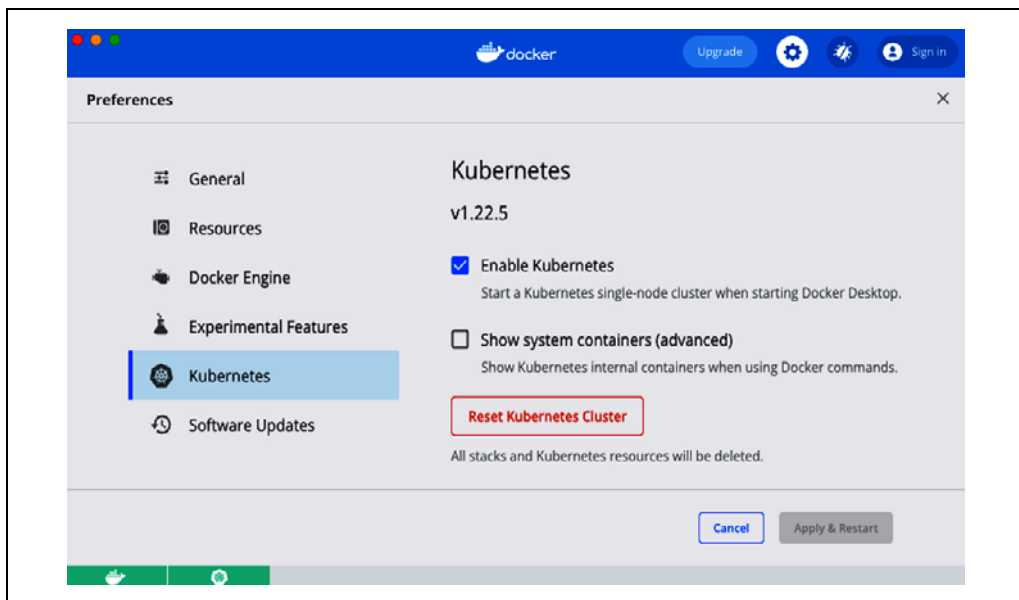 docker
Upgrade
Sign in
Preferences
General
Resources
Docker Engine
Experimental Features
Kubernetes
Software Updates
Kubernetes
v1.22.5
Enable Kubernetes
Start a Kubernetes single-node cluster when starting Docker Desktop.
Show system containers (advanced)
Show Kubernetes internal containers when using Docker commands.
Reset Kubernetes Cluster
All stacks and Kubernetes resources will be deleted.
Cancel
Apply & Restart